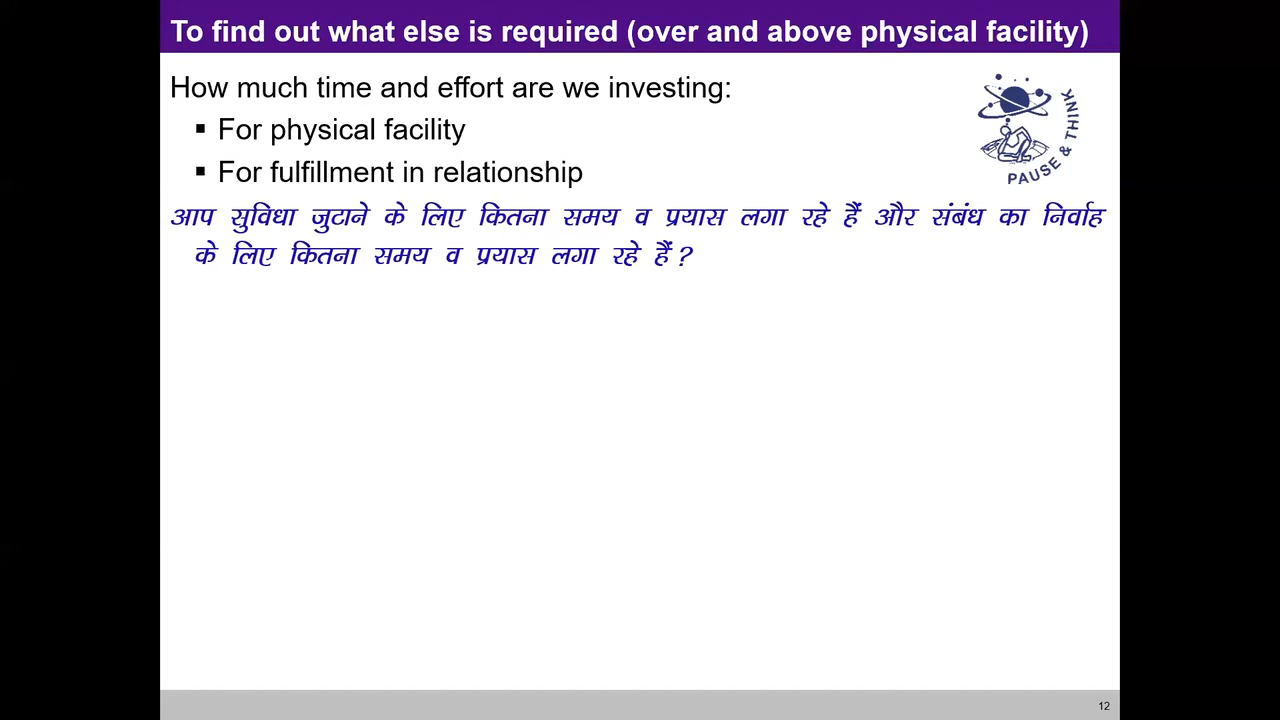 To find out what else is required (over and above physical facility)
How much time and effort are we investing:
▪ For physical facility
▪ For fulfillment in relationship
आप सुविधा जुटाने के लिए कितना समय व प्रयास लगा रहे हैं और संबंध का निर्वाह
के लिए कितना समय व प्रयास लगा रहे हैं?
PAUSE & THINK
12